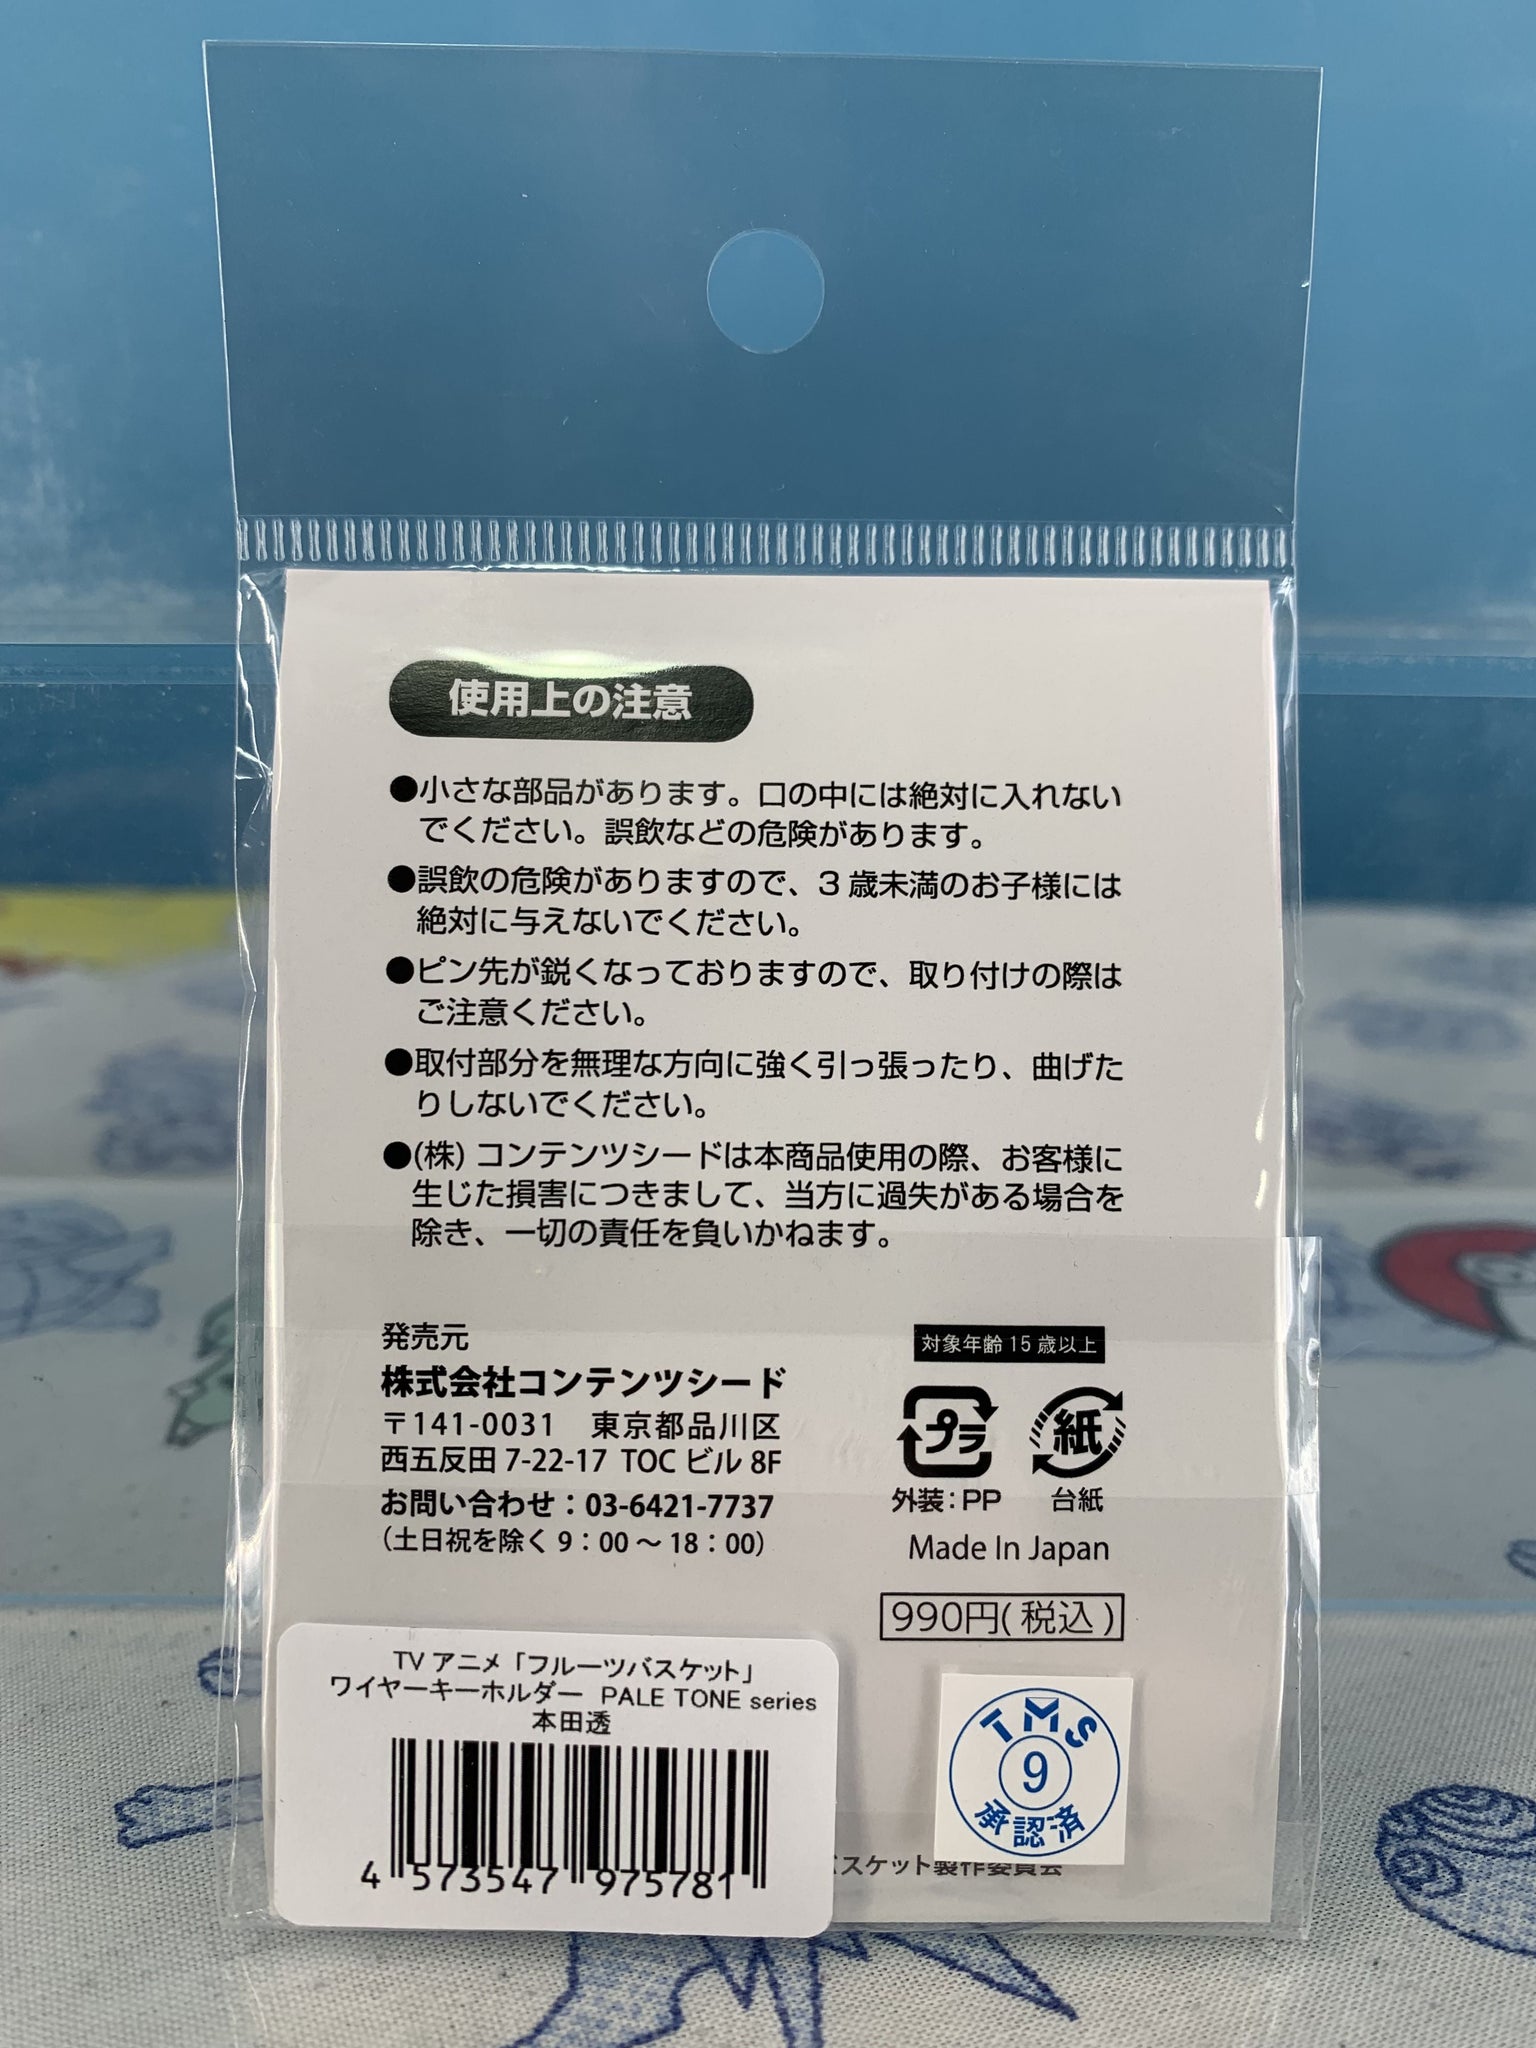 使用上の注意
●小さな部品があります。口の中には絶対に入れない
でください。誤飲などの危険があります。
●誤飲の危険がありますので、3歳未満のお子様には
絶対に与えないでください。
●ピン先が鋭くなっておりますので、取り付けの際は
ご注意ください。
●取付部分を無理な方向に強く引っ張ったり、曲げた
りしないでください。
●(株)コンテンツシードは本商品使用の際、お客様に
生じた損害につきまして、当方に過失がある場合を
除き、一切の責任を負いかねます。
発売元
株式会社コンテンツシード
〒141-0031 東京都品川区
西五反田 7-22-17 TOC ビル 8F
お問い合わせ：03-6421-7737
（土日祝を除く 9：00～18：00）
対象年齢 15 歳以上
プラ 紙
外装：PP 台紙
Made In Japan
990円(税込)
TV アニメ「フルーツバスケット」
ワイヤーキーホルダー PALE TONE series
本田透
4 573547 975781
TMS
9
承認済
バスケット製作委員会